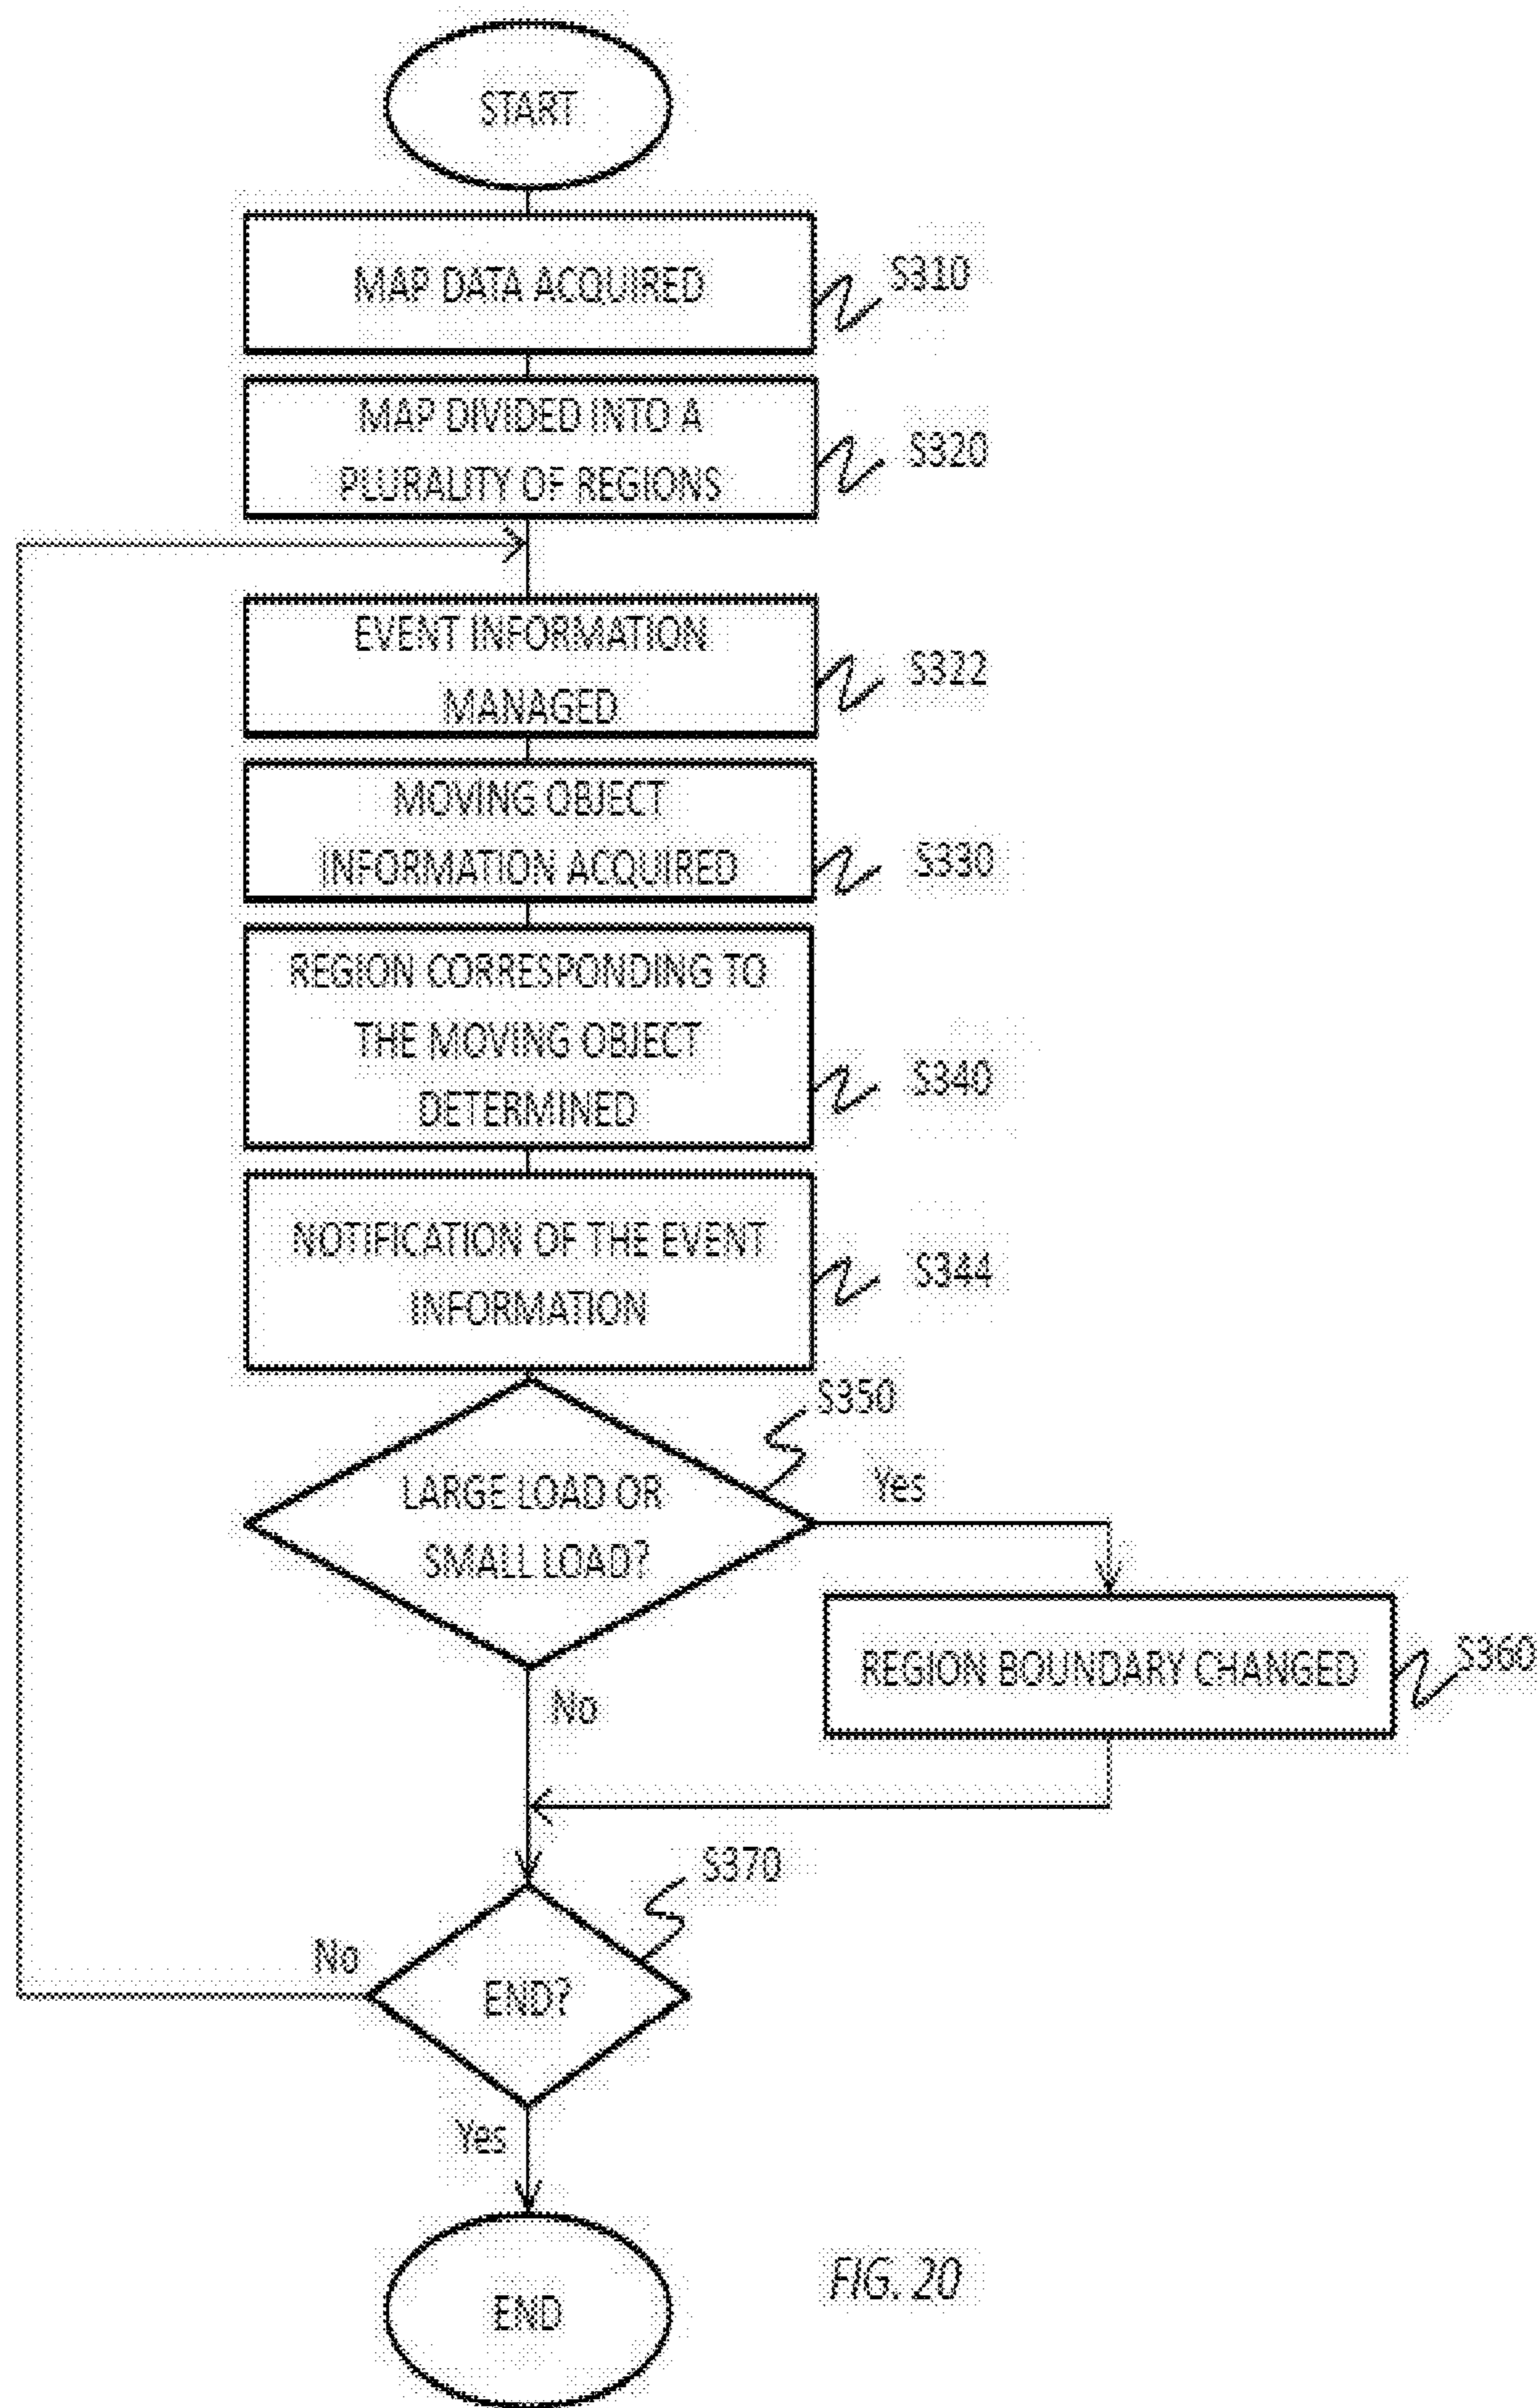 START
MAP DATA ACQUIRED
S310
MAP DIVIDED INTO A
PLURALITY OF REGIONS
S320
EVENT INFORMATION
MANAGED
S322
MOVING OBJECT
INFORMATION ACQUIRED
S330
REGION CORRESPONDING TO
THE MOVING OBJECT
DETERMINED
S340
NOTIFICATION OF THE EVENT
INFORMATION
S344
S350
LARGE LOAD OR
SMALL LOAD?
Yes
REGION BOUNDARY CHANGED
S360
No
S370
No
END?
Yes
END
FIG. 20